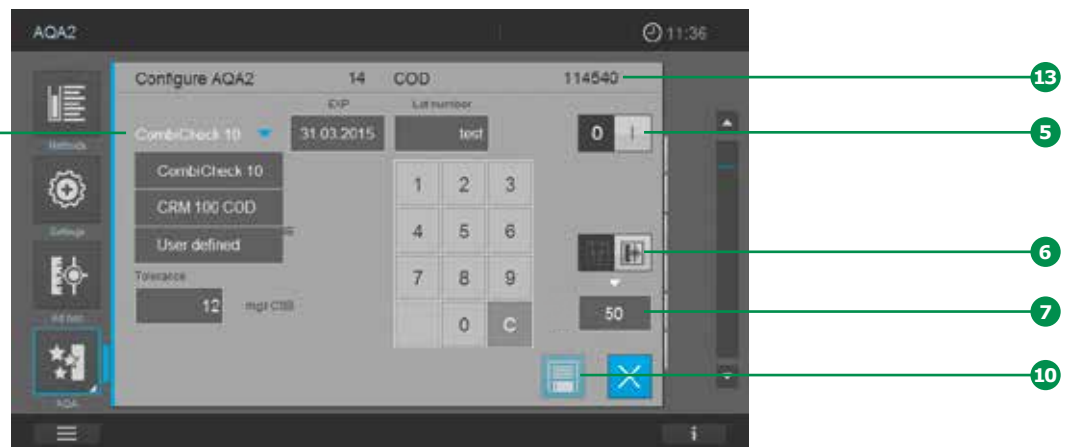 AQA2 11:36
Configure AQA2 14 COD 114540 13
EXP Lot number
CombiCheck 10 31.03.2015 test 0 I 5
Methods
CombiCheck 10
1 2 3
CRM 100 COD
4 5 6
Settings
User defined 6
7 8 9
Tolerance
12 mg/l CSB 50 7
0 C
10
AQA
i